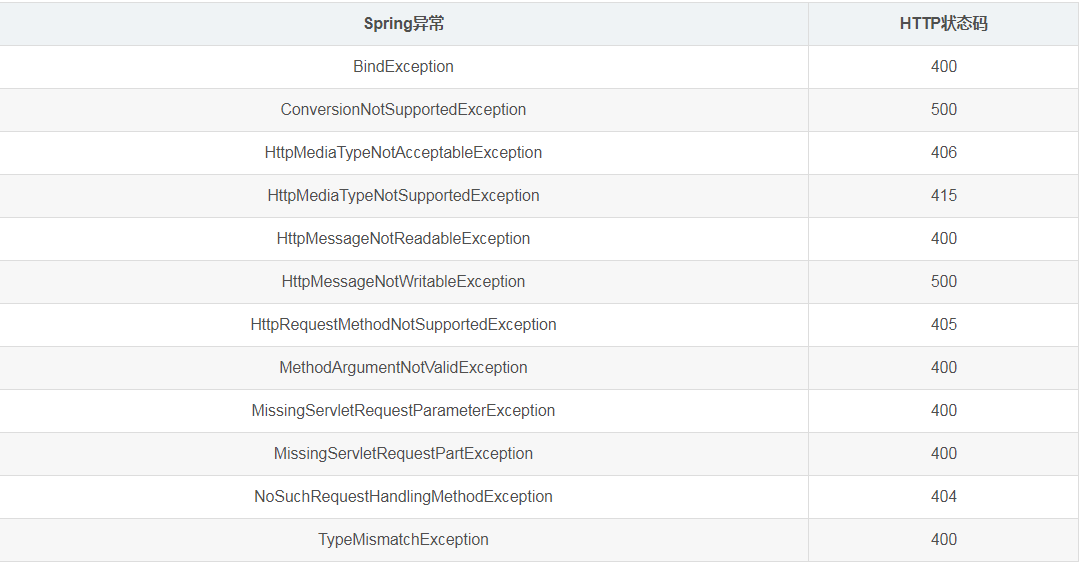 Spring异常 HTTP状态码
BindException 400
ConversionNotSupportedException 500
HttpMediaTypeNotAcceptableException 406
HttpMediaTypeNotSupportedException 415
HttpMessageNotReadableException 400
HttpMessageNotWritableException 500
HttpRequestMethodNotSupportedException 405
MethodArgumentNotValidException 400
MissingServletRequestParameterException 400
MissingServletRequestPartException 400
NoSuchRequestHandlingMethodException 404
TypeMismatchException 400